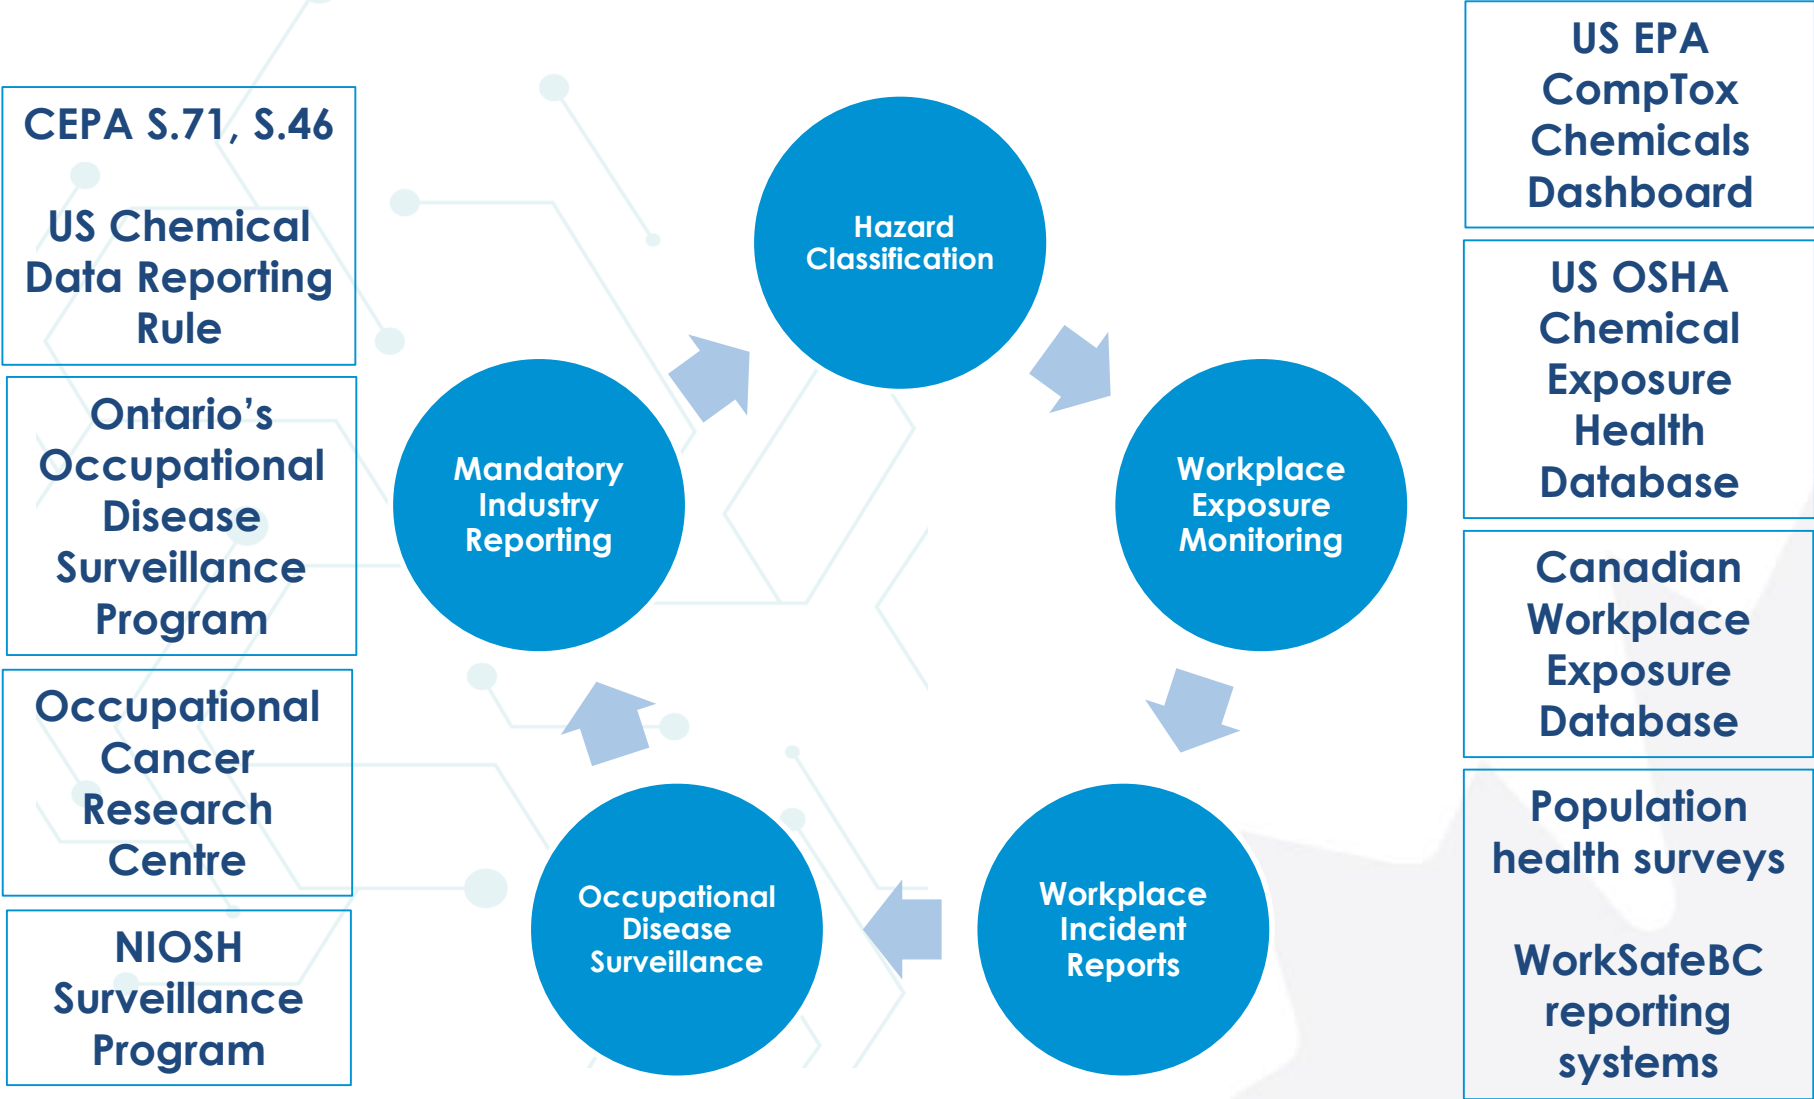 CEPA S.71, S.46
US Chemical
Data Reporting
Rule
Ontario’s
Occupational
Disease
Surveillance
Program
Occupational
Cancer
Research
Centre
NIOSH
Surveillance
Program
Hazard
Classification
Workplace
Exposure
Monitoring
Workplace
Incident
Reports
Occupational
Disease
Surveillance
Mandatory
Industry
Reporting
US EPA
CompTox
Chemicals
Dashboard
US OSHA
Chemical
Exposure
Health
Database
Canadian
Workplace
Exposure
Database
Population
health surveys
WorkSafeBC
reporting
systems